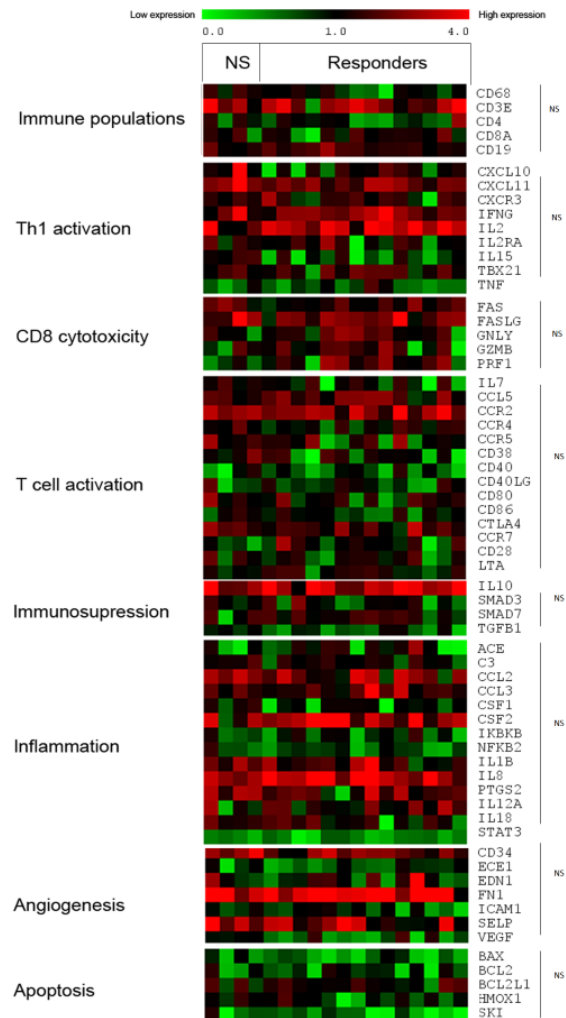 Low expression High expression
0.0 1.0 4.0
NS Responders
Immune populations
CD68
CD3E
CD4
CD8A
CD19
NS
Th1 activation
CXCL10
CXCL11
CXCR3
IFNG
IL2
IL2RA
IL15
TBX21
TNF
NS
CD8 cytotoxicity
FAS
FASLG
GNLY
GZMB
PRF1
NS
T cell activation
IL7
CCL5
CCR2
CCR4
CCR5
CD38
CD40
CD40LG
CD80
CD86
CTLA4
CCR7
CD28
LTA
NS
Immunosupression
IL10
SMAD3
SMAD7
TGFB1
NS
Inflammation
ACE
C3
CCL2
CCL3
CSF1
CSF2
IKBKB
NFKB2
IL1B
IL8
PTGS2
IL12A
IL18
STAT3
NS
Angiogenesis
CD34
ECE1
EDN1
FN1
ICAM1
SELP
VEGF
NS
Apoptosis
BAX
BCL2
BCL2L1
HMOX1
SKI
NS